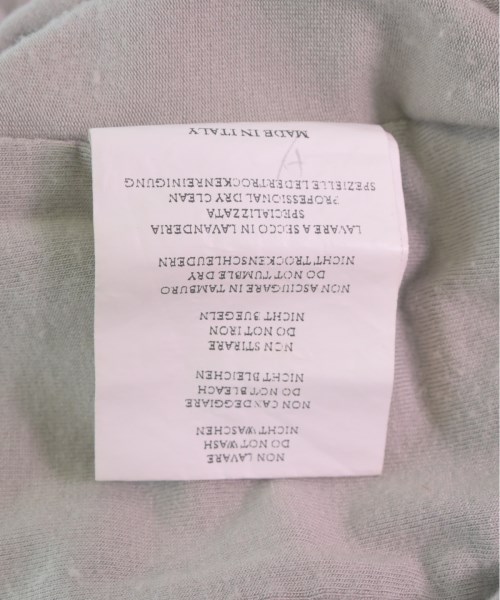 NON LAVARE
DO NOT WASH
NICHT WASCHEN
NON CANDEGGIARE
DO NOT BLEACH
NICHT BLEICHEN
NON STIRARE
DO NOT IRON
NICHT BUEGELN
NON ASCIUGARE IN TAMBURO
DO NOT TUMBLE DRY
NICHT TROCKENSCHLEUDERN
LAVARE A SECCO IN LAVANDERIA
SPECIALIZZATA
PROFESSIONAL DRY CLEAN
SPEZIELLE LEDERTROCKENREINIGUNG
A
MADE IN ITALY